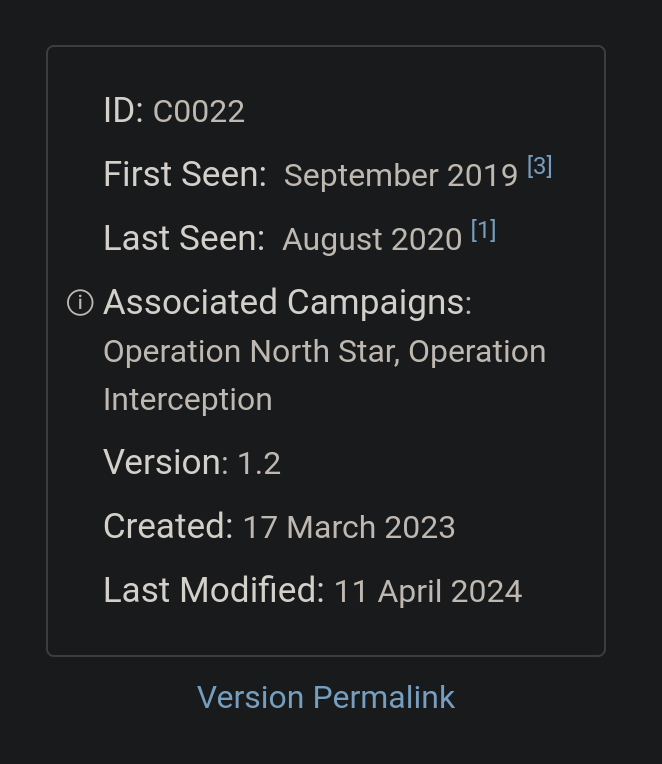 ID: C0022
First Seen: September 2019 [3]
Last Seen: August 2020 [1]
Associated Campaigns:
Operation North Star, Operation
Interception
Version: 1.2
Created: 17 March 2023
Last Modified: 11 April 2024
Version Permalink